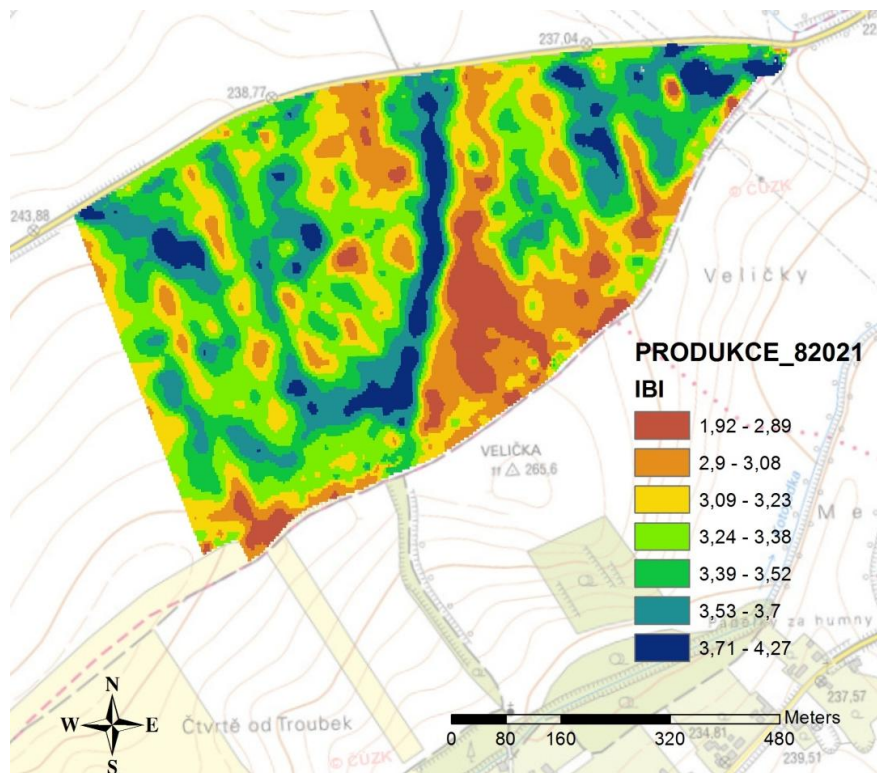 237,04
238,77
© ČÚZK
243,88
Veličky
PRODUKCE_82021
IBI
1,92 - 2,89
2,9 - 3,08
3,09 - 3,23
3,24 - 3,38
3,39 - 3,52
3,53 - 3,7
3,71 - 4,27
VELIČKA
265.6
M e
za humny
N
W
E
S
Čtvrtě od Troubek
© ČÚZK
Meters
0 80 160 320 480
237,57
234.81
239,51